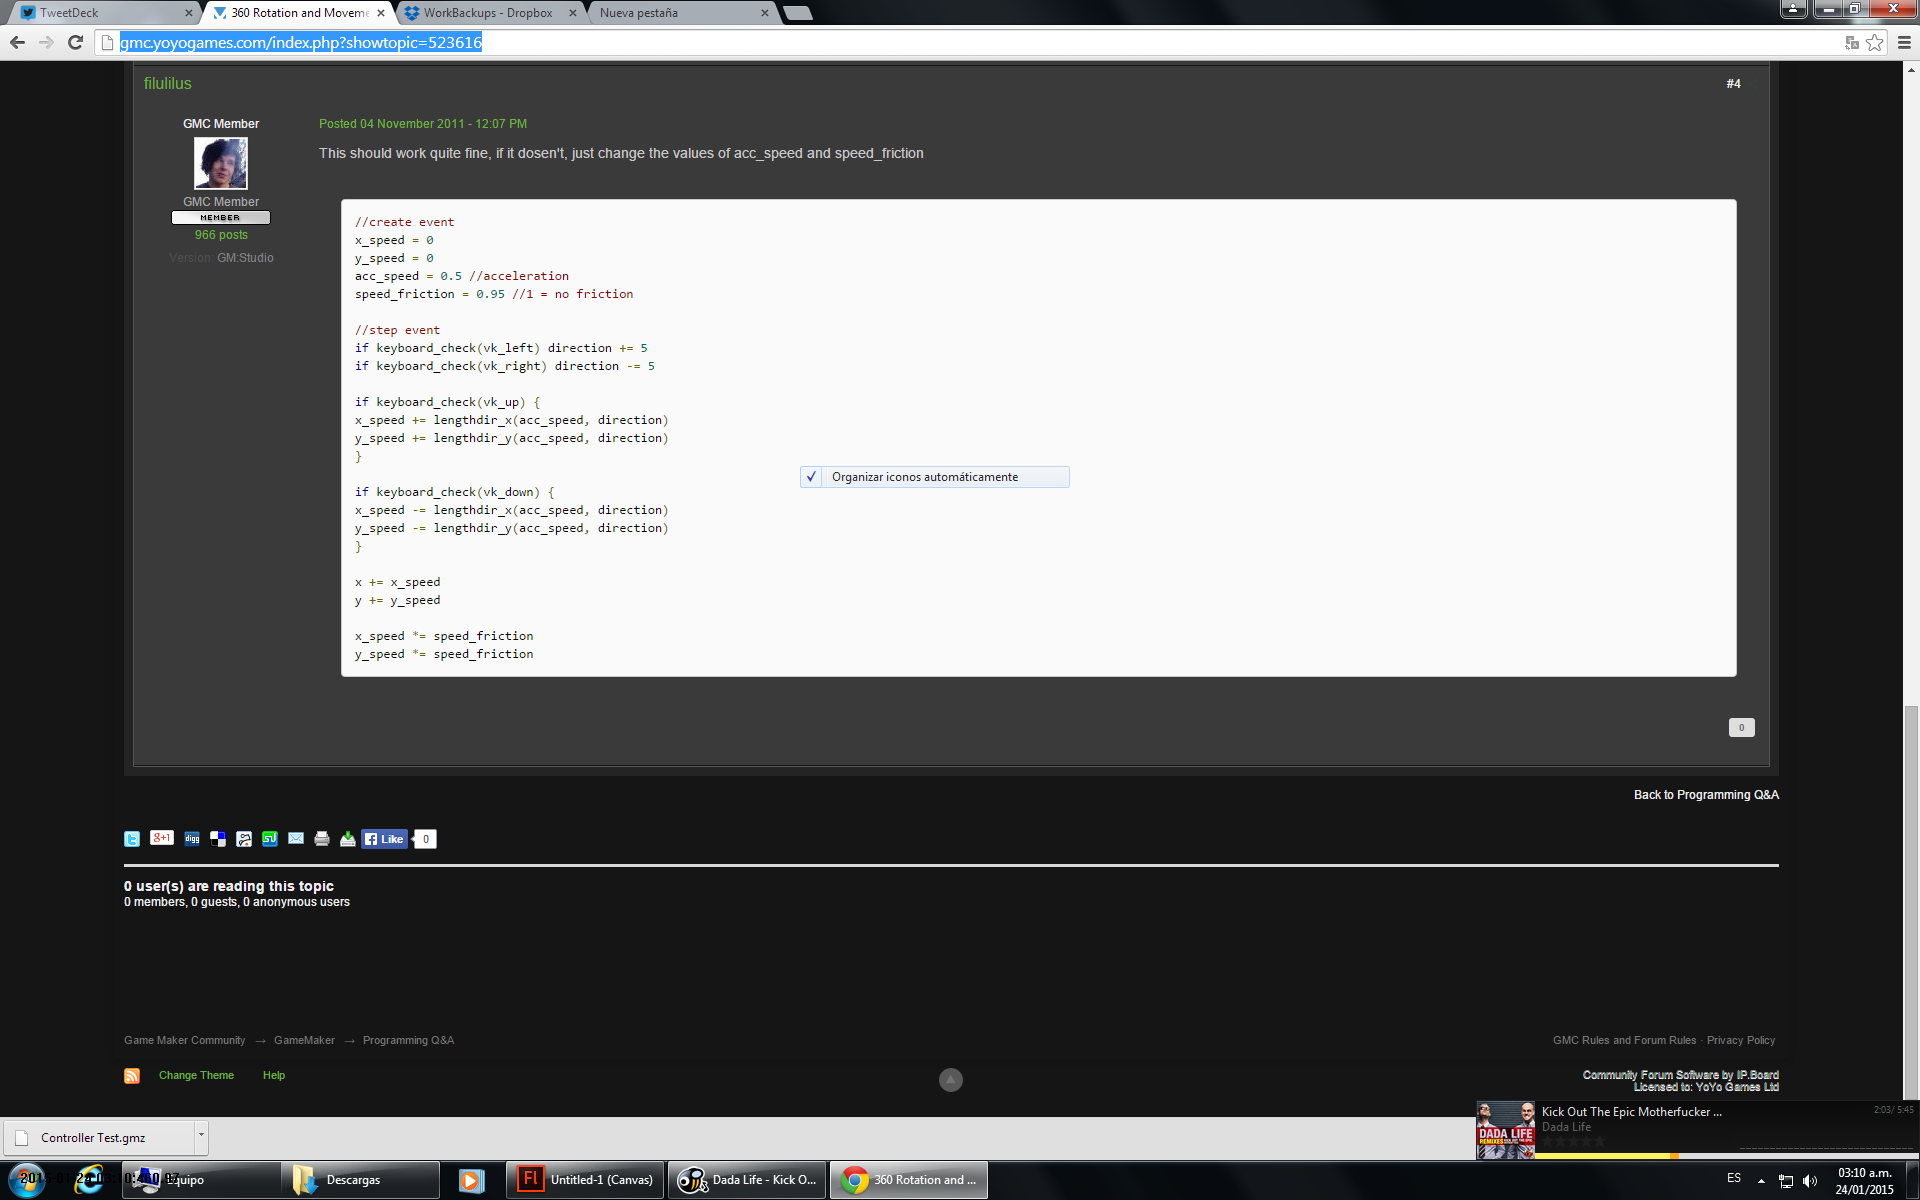 TweetDeck
360 Rotation and Moveme
WorkBackups - Dropbox
Nueva pestaña
gmc.yoyogames.com/index.php?showtopic=523616
filulilus
#4
GMC Member
Posted 04 November 2011 - 12:07 PM
This should work quite fine, if it dosen't, just change the values of acc_speed and speed_friction
GMC Member
MEMBER
966 posts
Version: GM:Studio
//create event
x_speed = 0
y_speed = 0
acc_speed = 0.5 //acceleration
speed_friction = 0.95 //1 = no friction
//step event
if keyboard_check(vk_left) direction += 5
if keyboard_check(vk_right) direction -= 5
if keyboard_check(vk_up) {
x_speed += lengthdir_x(acc_speed, direction)
y_speed += lengthdir_y(acc_speed, direction)
}
Organizar iconos automáticamente
if keyboard_check(vk_down) {
x_speed -= lengthdir_x(acc_speed, direction)
y_speed -= lengthdir_y(acc_speed, direction)
}
x += x_speed
y += y_speed
x_speed *= speed_friction
y_speed *= speed_friction
0
Back to Programming Q&A
g+1
digg
Like
0
0 user(s) are reading this topic
0 members, 0 guests, 0 anonymous users
Game Maker Community → GameMaker → Programming Q&A
GMC Rules and Forum Rules · Privacy Policy
Change Theme
Help
Community Forum Software by IP.Board
Licensed to: YoYo Games Ltd
Kick Out The Epic Motherfucker ...
2:03/ 5:45
Dada Life
DADA LIFE
Controller Test.gmz
Equipo
Descargas
Fl
Untitled-1 (Canvas)
Dada Life - Kick O...
360 Rotation and ...
ES
03:10 a.m.
24/01/2015